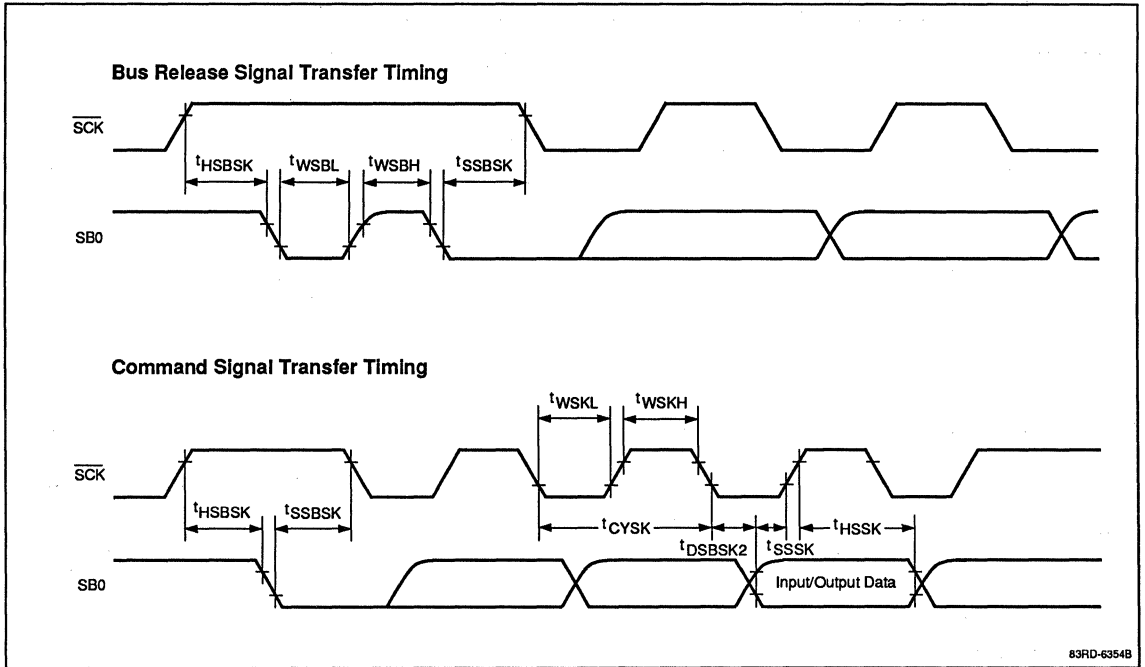 Bus Release Signal Transfer Timing
SCK
tHSBSK tWSBL tWSBH tSSBSK
SB0
Command Signal Transfer Timing
tWSKL tWSKH
SCK
tHSBSK tSSBSK tCYSK tDSBSK2 tSSSK tHSSK
SB0
Input/Output Data
83RD-6354B